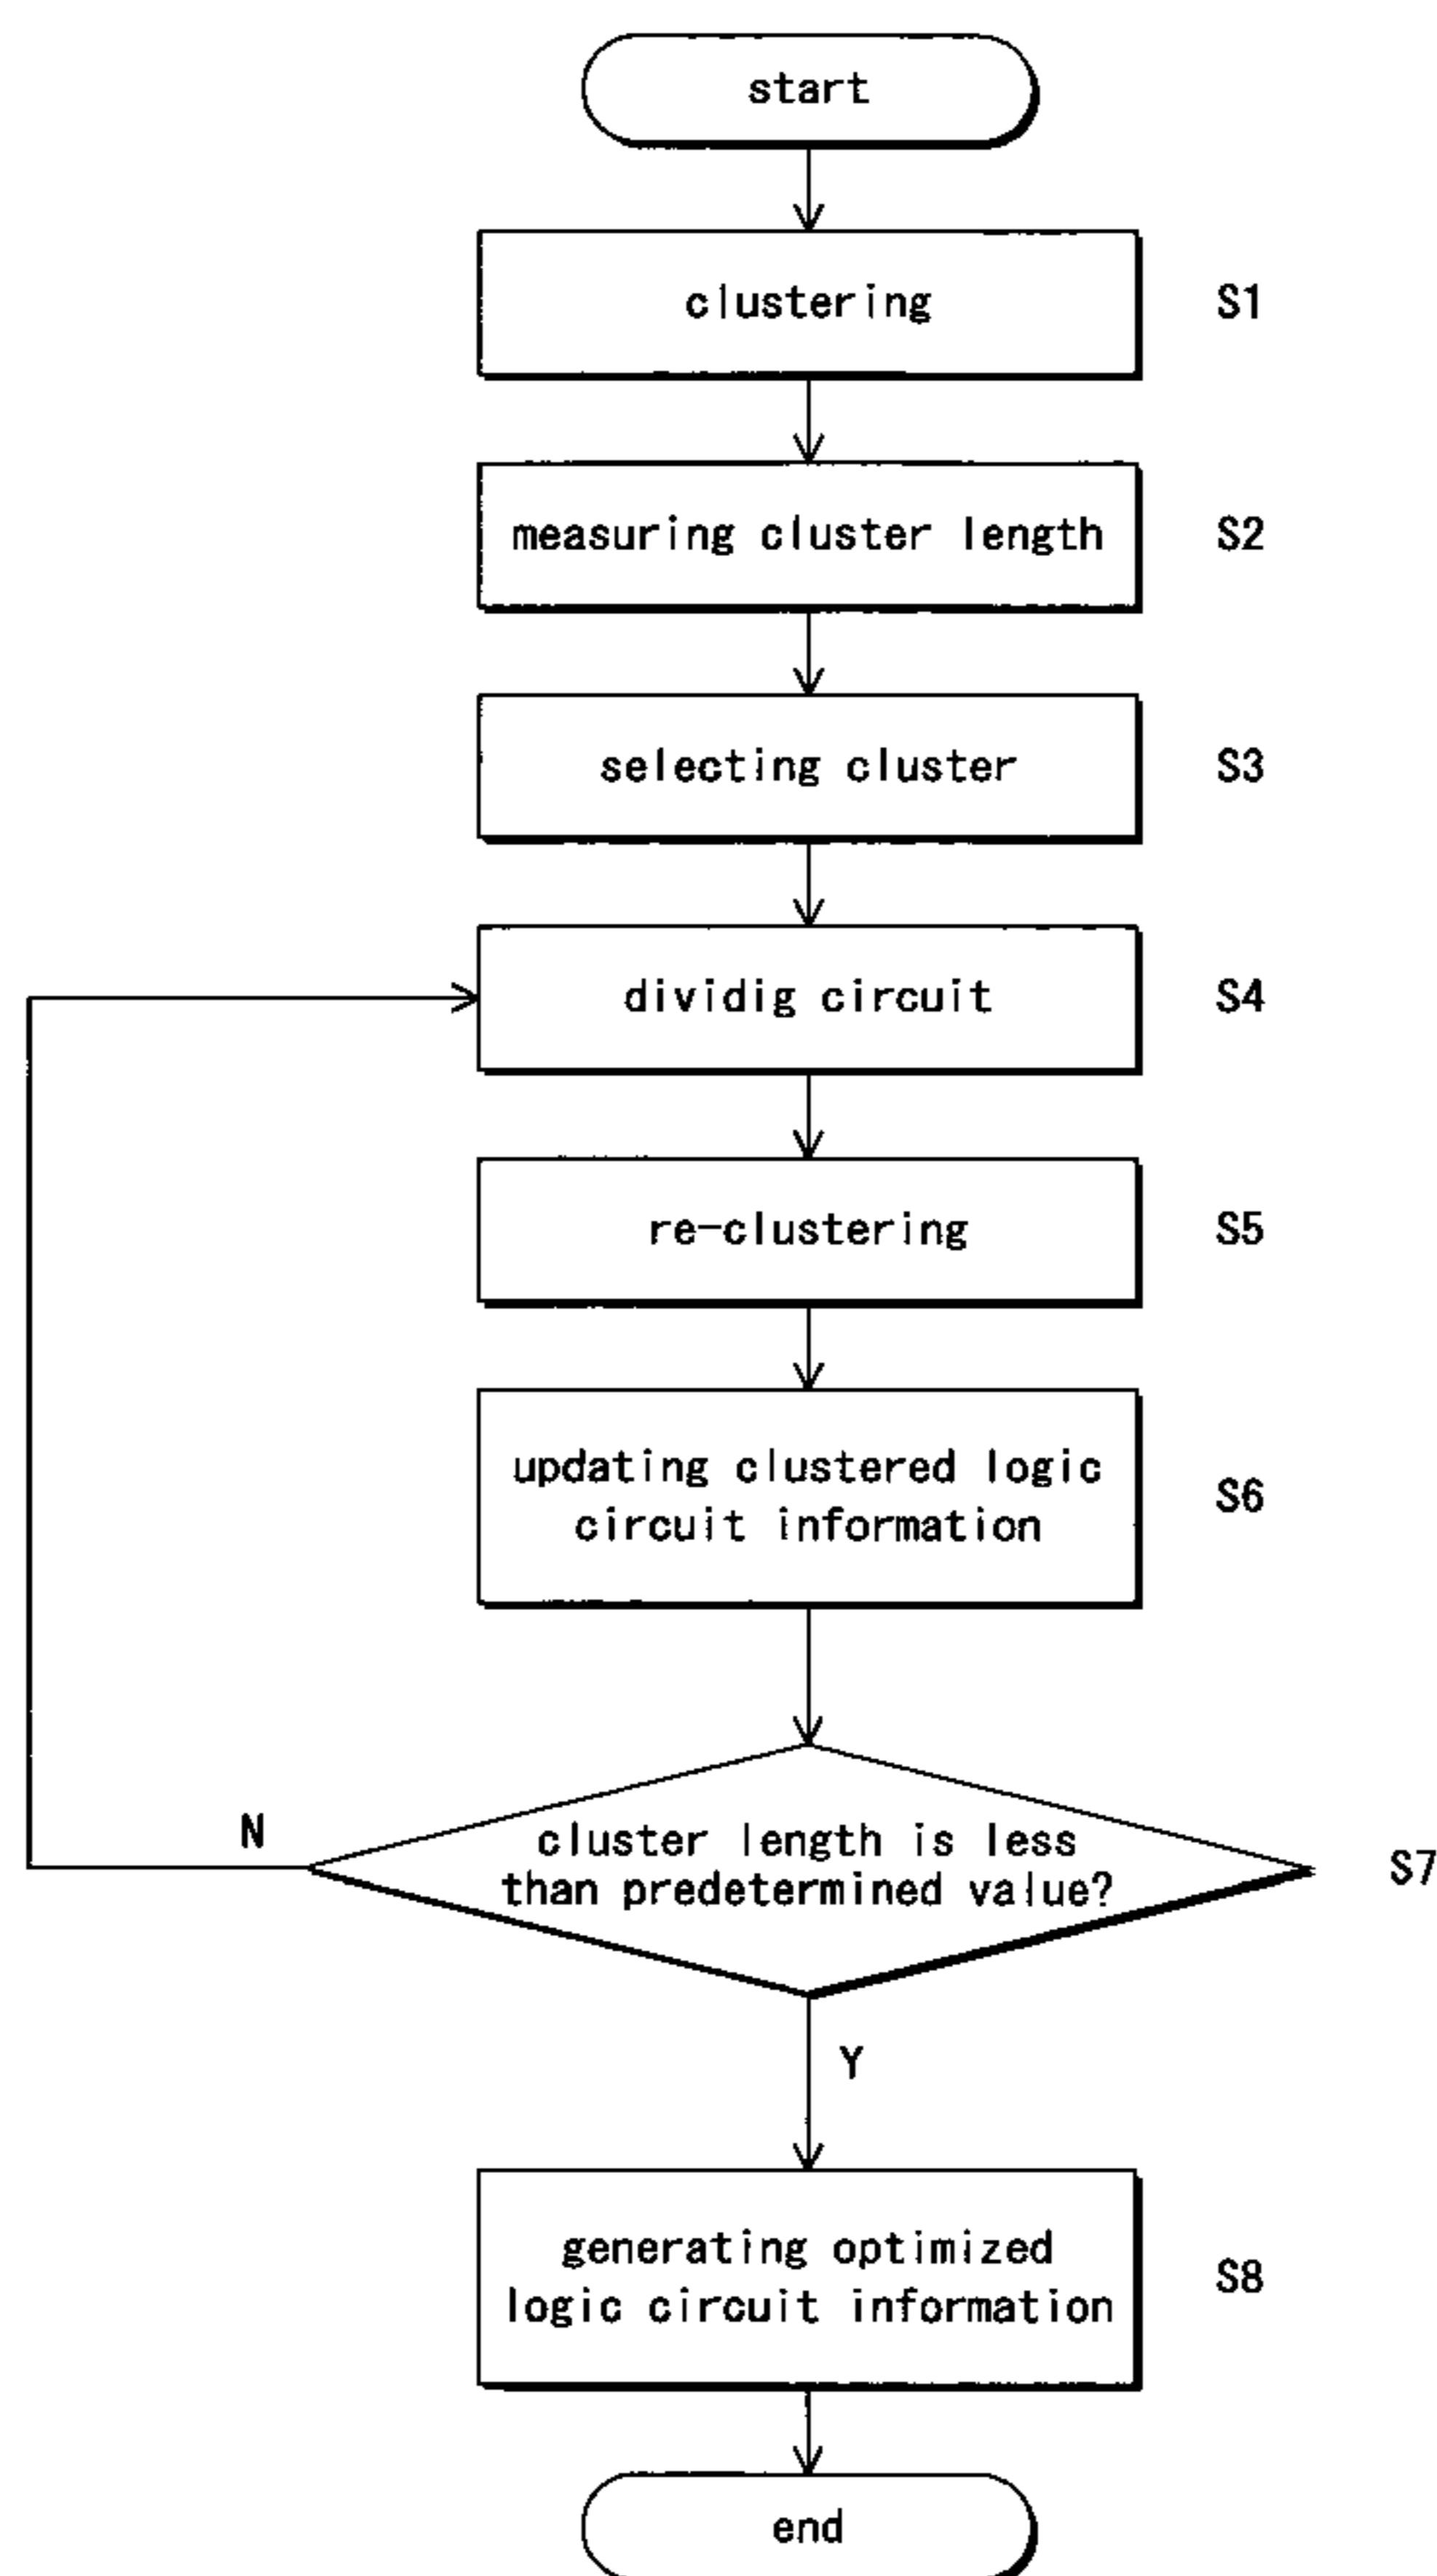 start
clustering
S1
measuring cluster length
S2
selecting cluster
S3
dividig circuit
S4
re-clustering
S5
updating clustered logic
circuit information
S6
N
cluster length is less
than predetermined value?
S7
Y
generating optimized
logic circuit information
S8
end